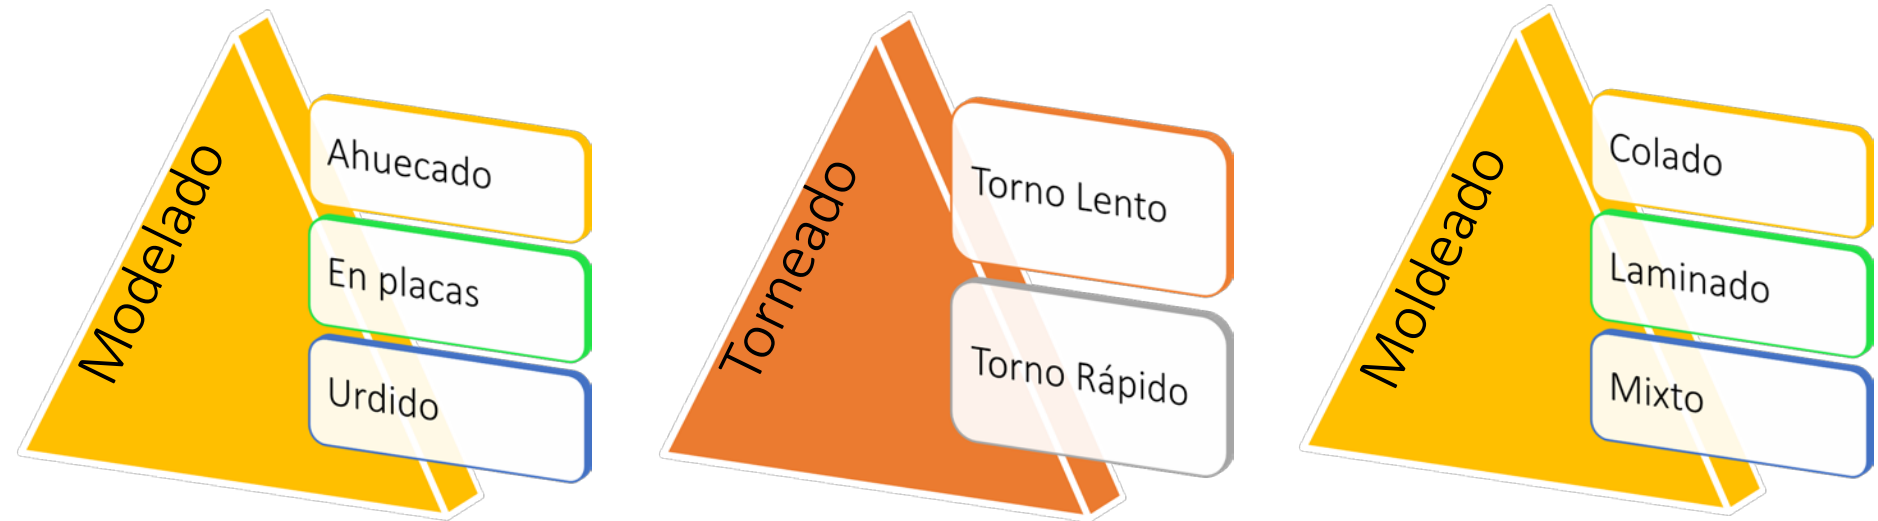 Modelado
Ahuecado
En placas
Urdido
Torneado
Torno Lento
Torno Rápido
Moldeado
Colado
Laminado
Mixto